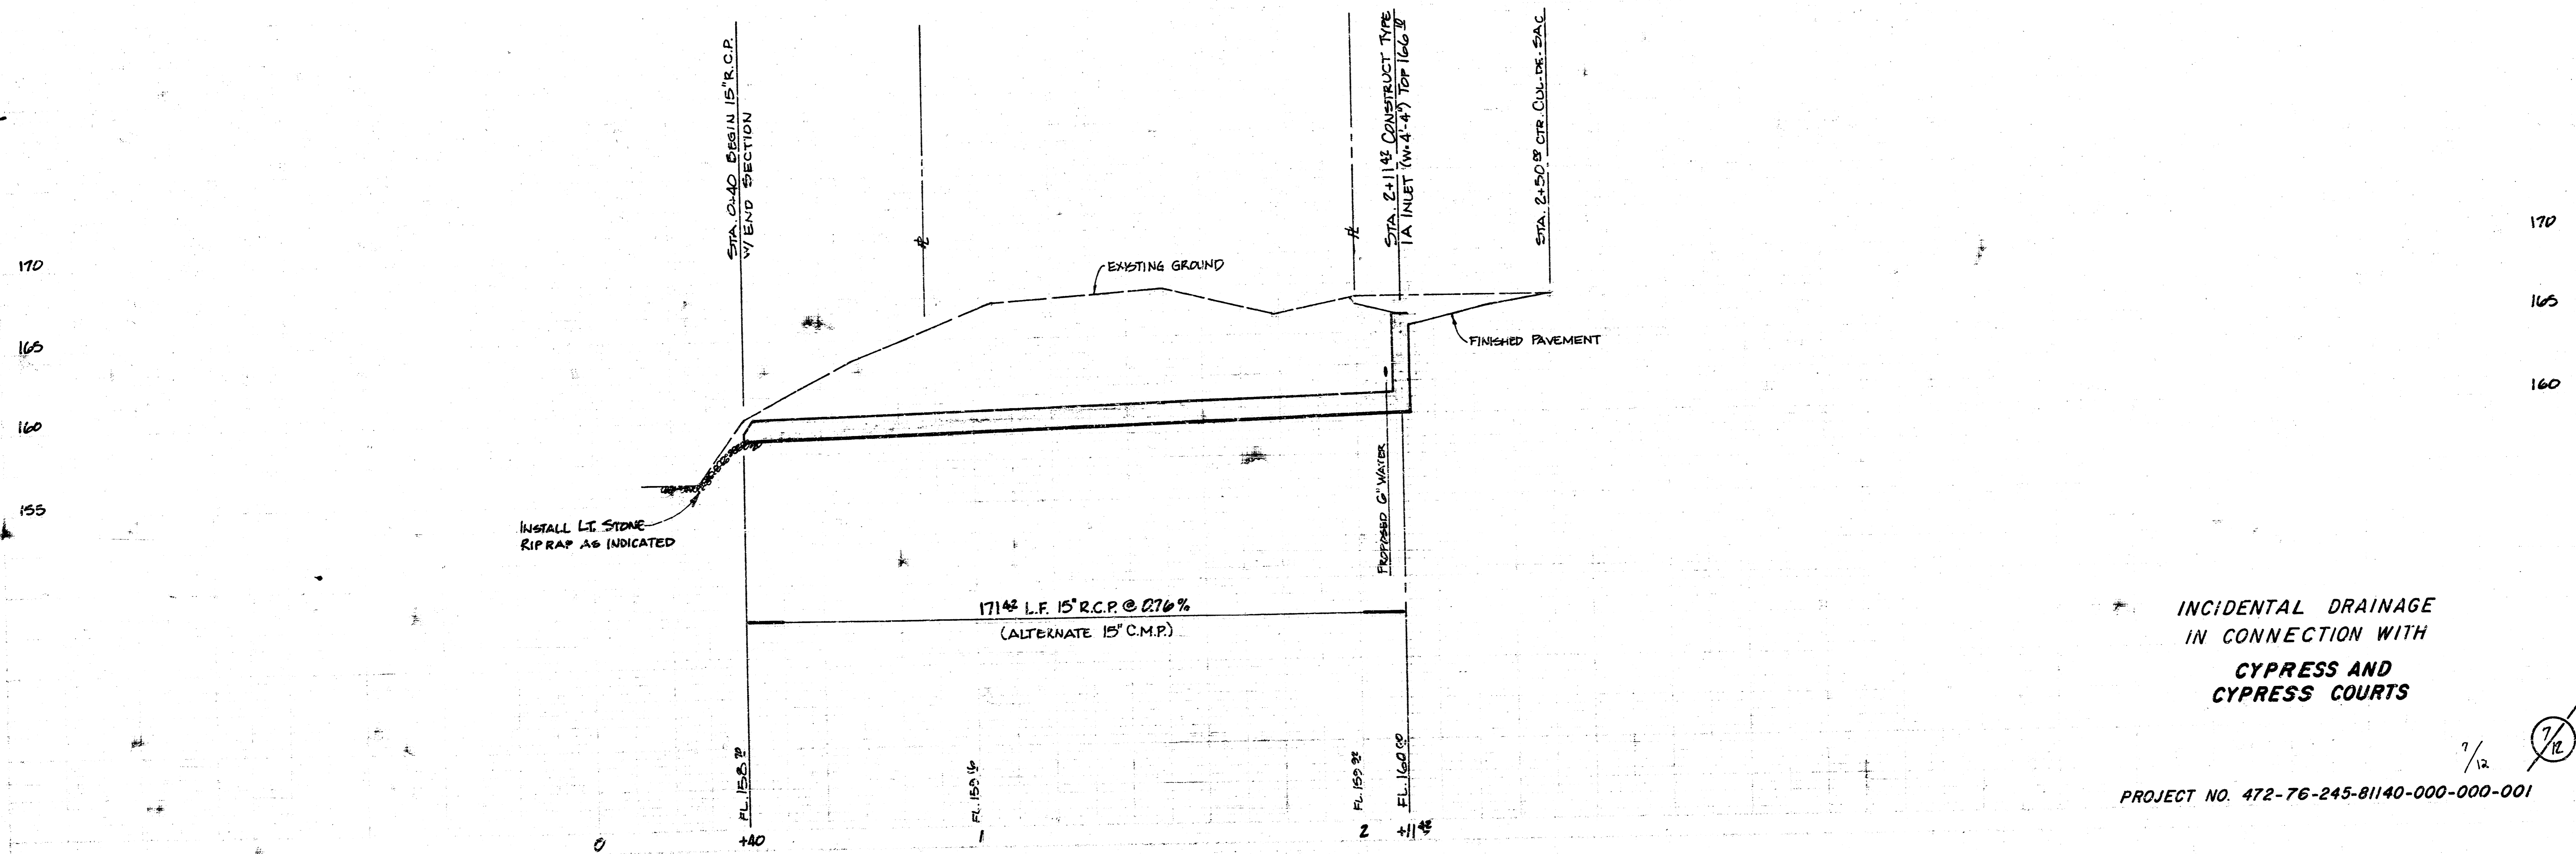 STA. 0+40 BEGIN 15" R.C.P.
W/ END SECTION
STA. 2+11 42 CONSTRUCT TYPE
1A INLET (W=4'-4") TOP 166 10
STA. 2+50 00 CTR. CUL-DE-SAC
170
165
160
155
170
165
160
EXISTING GROUND
FINISHED PAVEMENT
INSTALL LT. STONE
RIPRAP AS INDICATED
PROPOSED 6" WATER
171 42 L.F. 15" R.C.P. @ 0.76%
(ALTERNATE 15" C.M.P.)
FL. 158 70
FL. 159 16
FL. 159 92
FL. 160 00
0
+40
1
2
+11 42
INCIDENTAL DRAINAGE
IN CONNECTION WITH
CYPRESS AND
CYPRESS COURTS
7/12
7/12
PROJECT NO. 472-76-245-81140-000-000-001